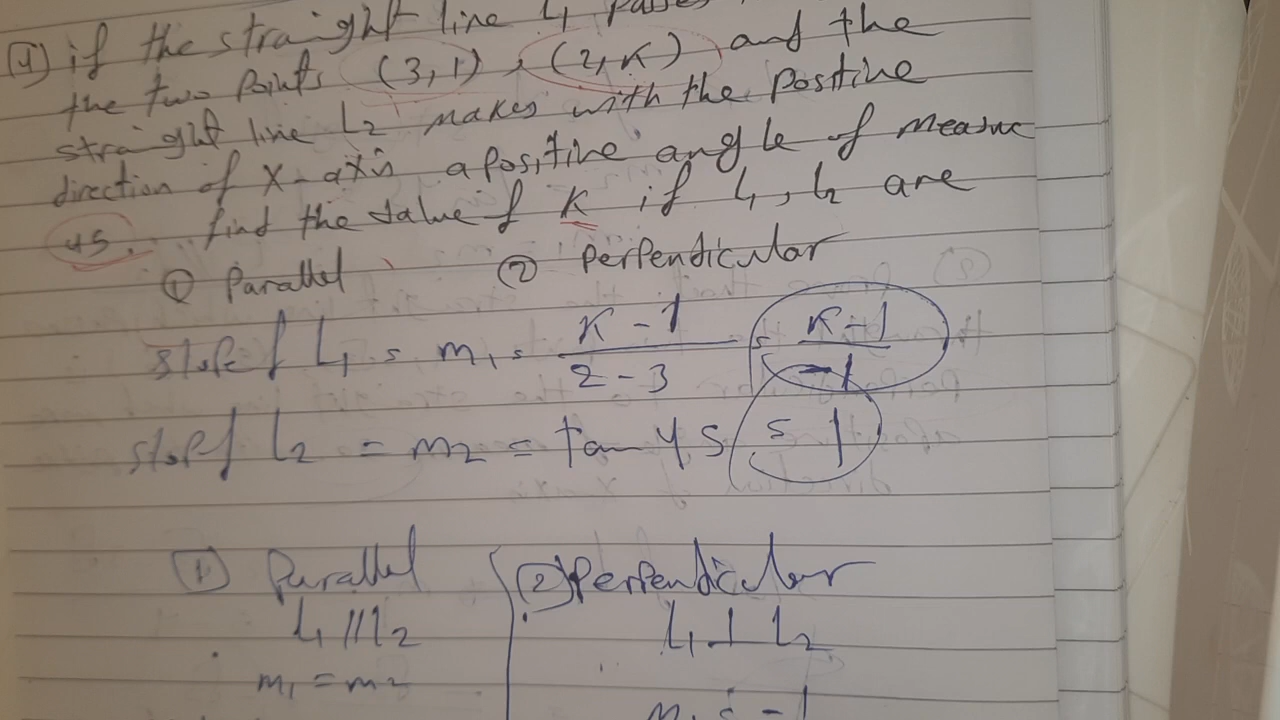 4 if the straight line L1 passes
the two points (3,1), (2,K) and the
straight line L2 makes with the positive
direction of X-axis a positive angle of measure
45. find the value of K if L1, L2 are
① Parallel ② perpendicular
slope of L1 = m1 = K-1 / 2-3 = K-1 / -1
slope of L2 = m2 = tan 45 = 1
1 Parallel
L1 // L2
m1 = m2
2 Perpendicular
L1 ⊥ L2